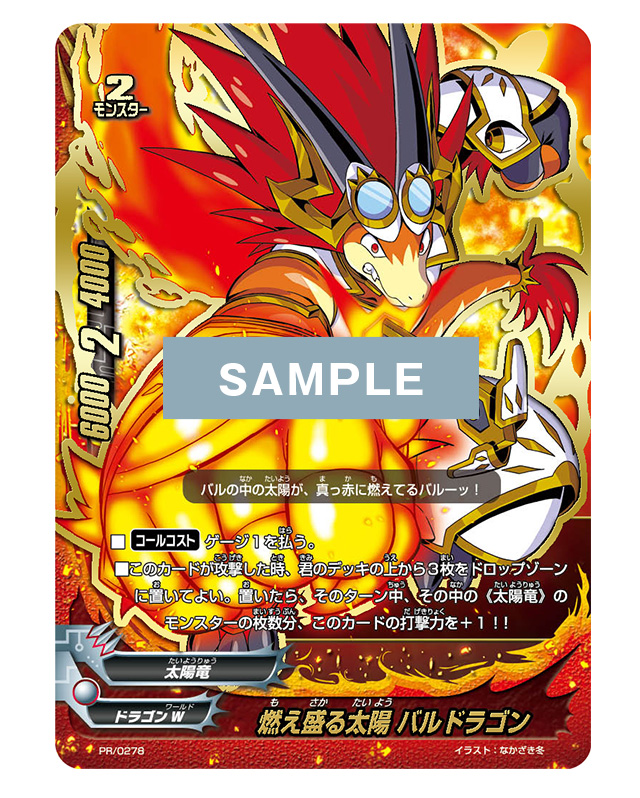 2
モンスター
6000 2 4000
SAMPLE
バルの中の太陽が、真っ赤に燃えてるバルーッ！
■ コールコスト ゲージ1を払う。
■このカードが攻撃した時、君のデッキの上から3枚をドロップゾーン
に置いてよい。置いたら、そのターン中、その中の《太陽竜》の
モンスターの枚数分、このカードの打撃力を＋1！！
太陽竜
ドラゴンW
燃え盛る太陽 バルドラゴン
PR/0278
イラスト：なかざき冬